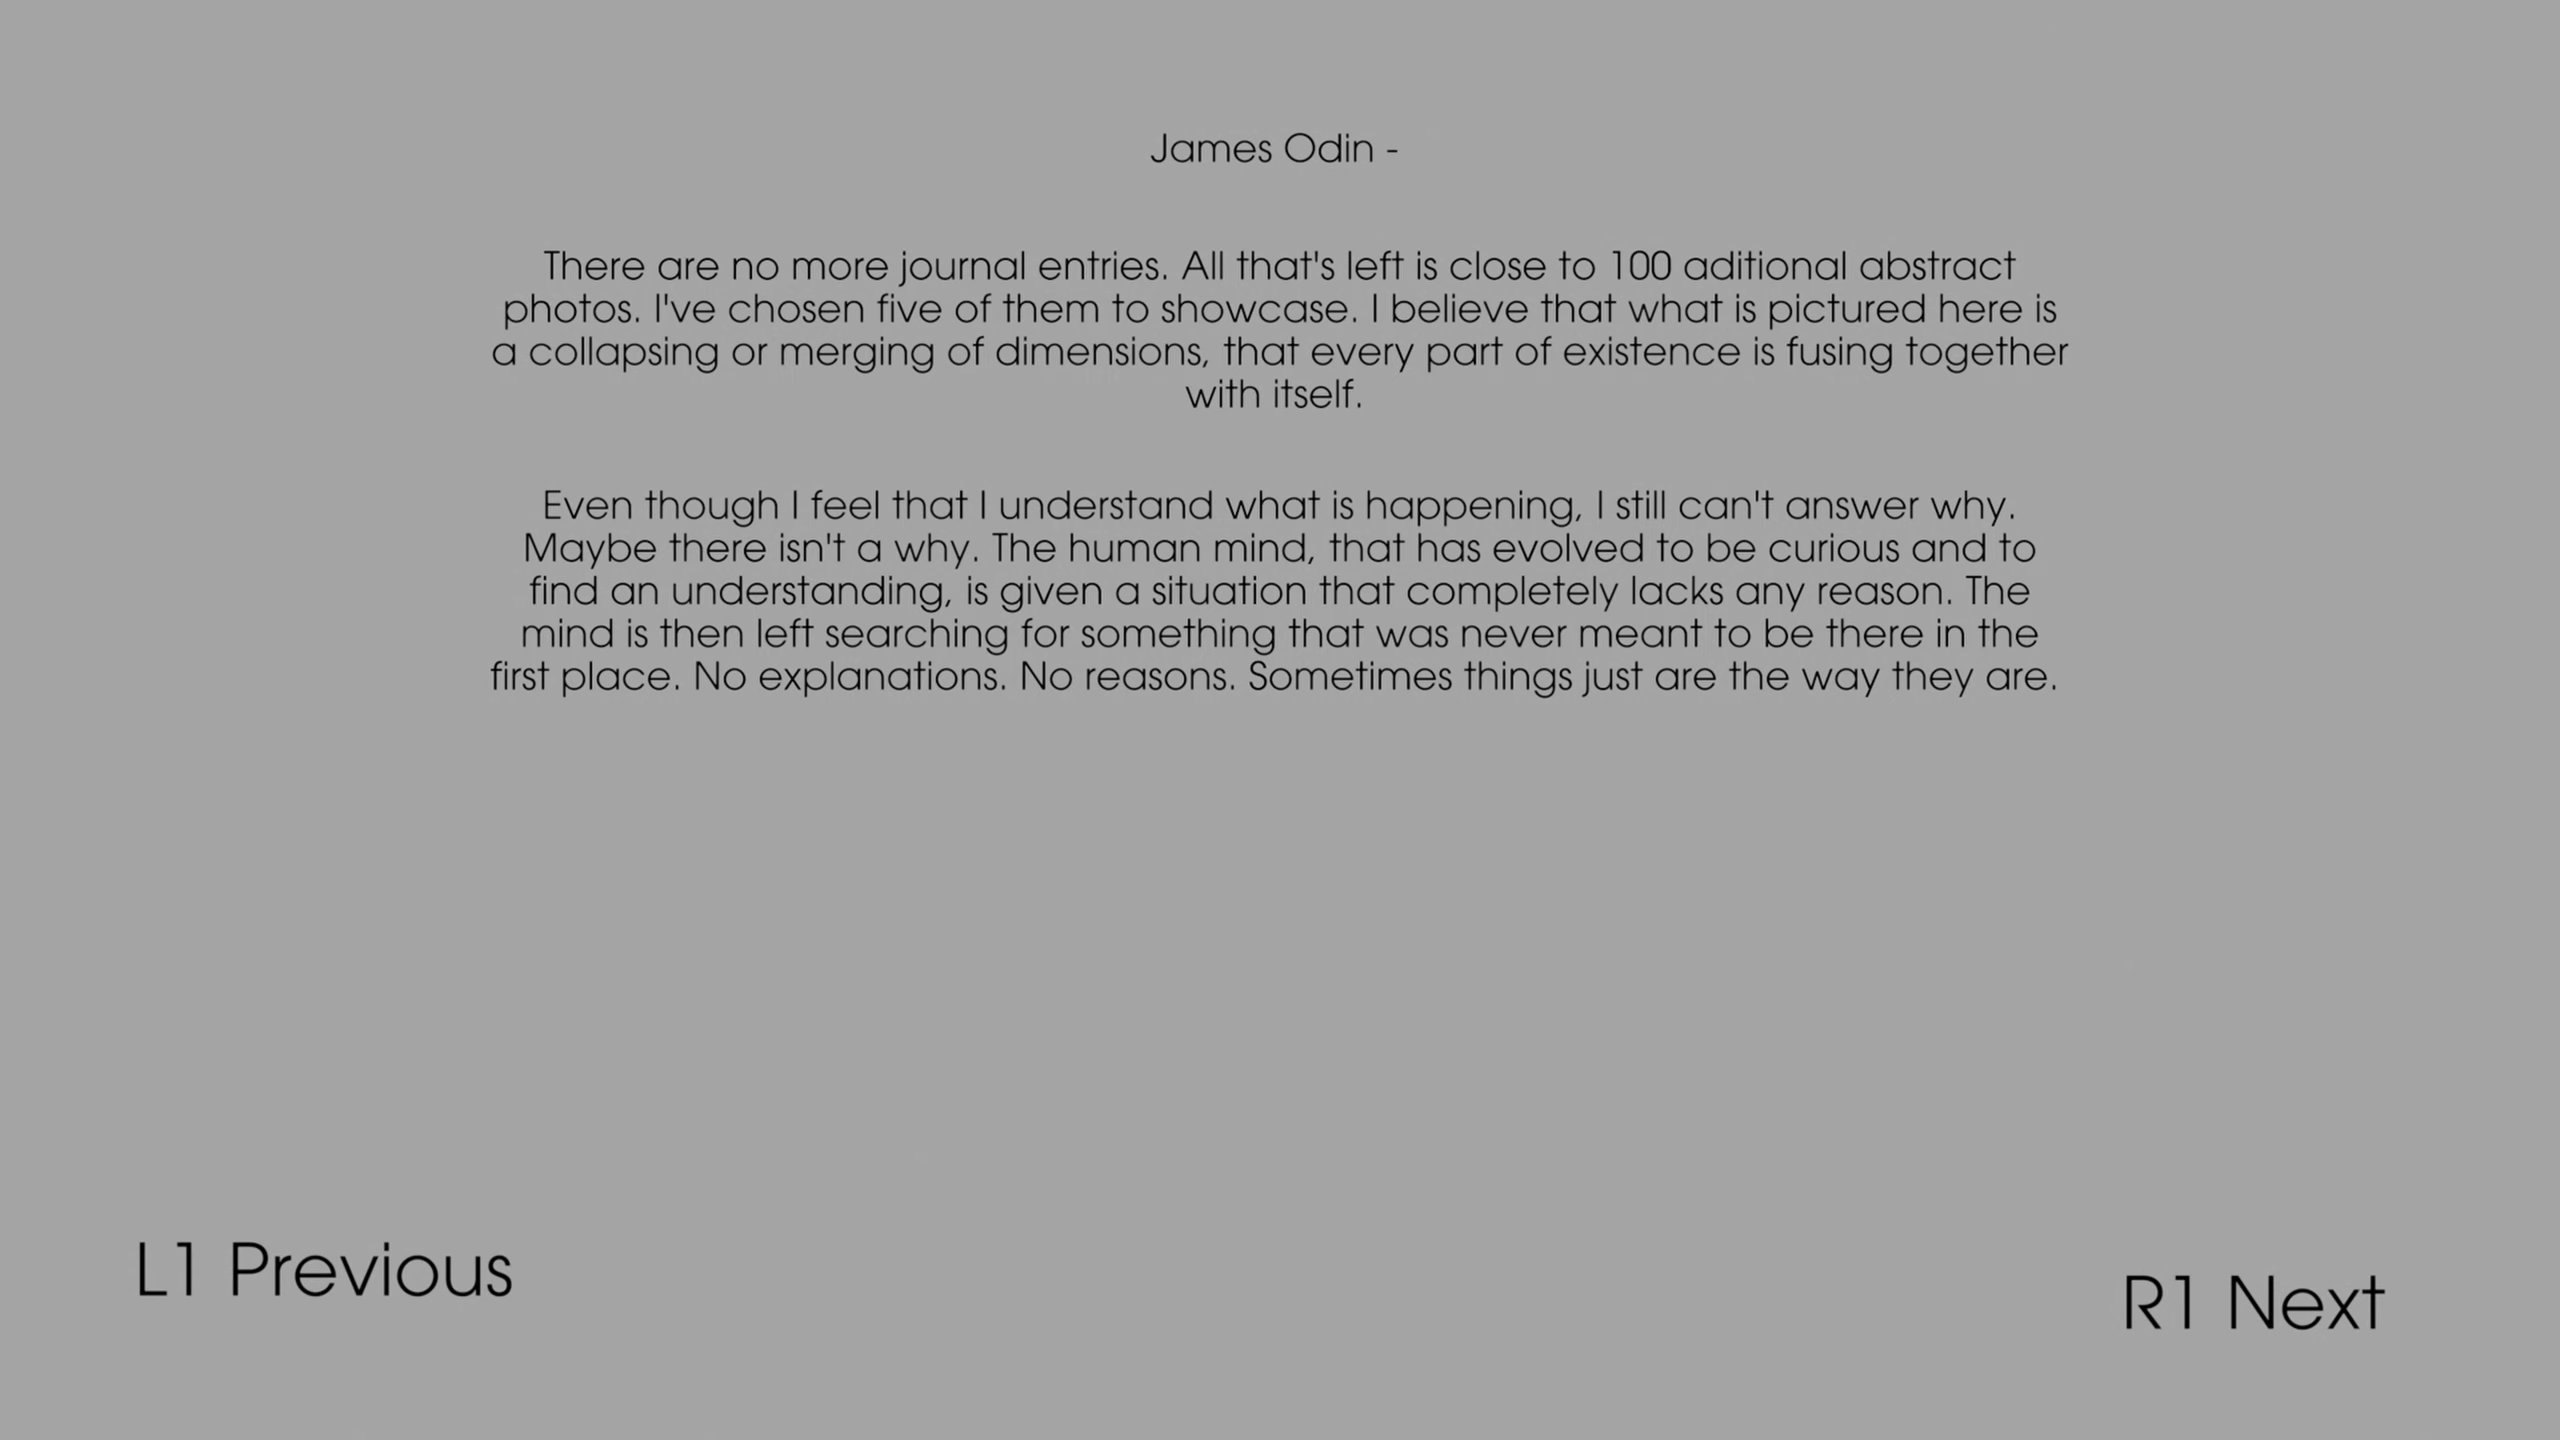 James Odin -
There are no more journal entries. All that's left is close to 100 aditional abstract
photos. I've chosen five of them to showcase. I believe that what is pictured here is
a collapsing or merging of dimensions, that every part of existence is fusing together
with itself.
Even though I feel that I understand what is happening, I still can't answer why.
Maybe there isn't a why. The human mind, that has evolved to be curious and to
find an understanding, is given a situation that completely lacks any reason. The
mind is then left searching for something that was never meant to be there in the
first place. No explanations. No reasons. Sometimes things just are the way they are.
L1 Previous
R1 Next